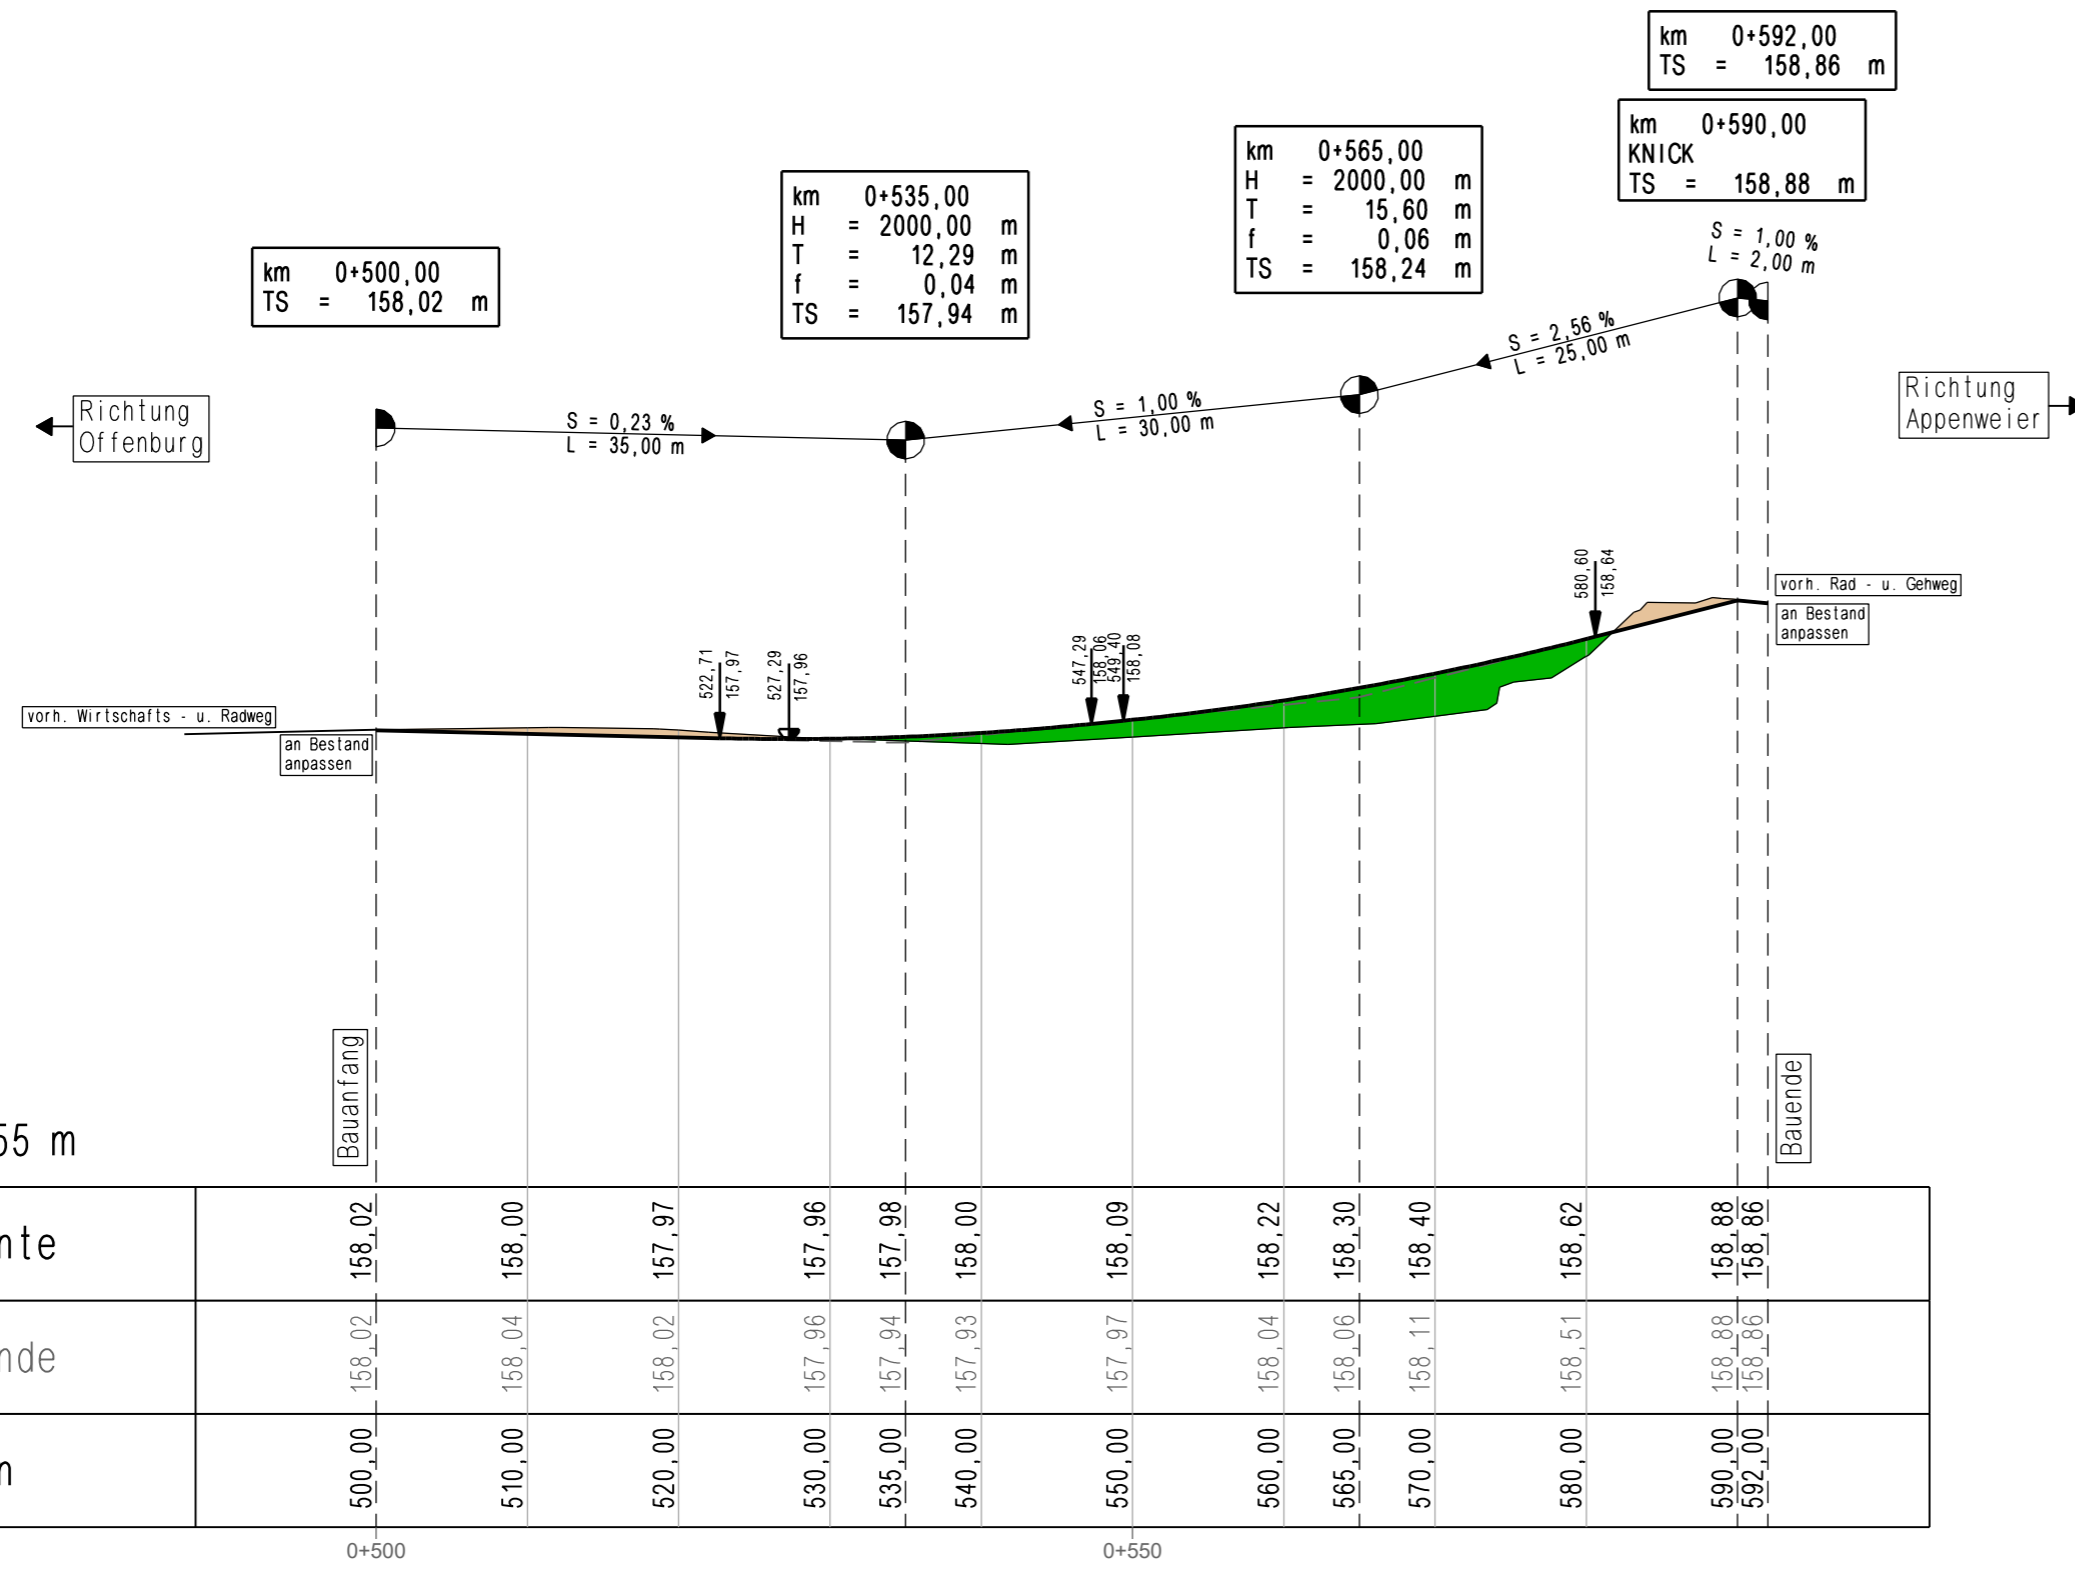 km 0+592,00
TS = 158,86 m
km 0+590,00
KNICK
TS = 158,88 m
km 0+565,00
H = 2000,00 m
T = 15,60 m
f = 0,06 m
TS = 158,24 m
km 0+535,00
H = 2000,00 m
T = 12,29 m
f = 0,04 m
TS = 157,94 m
km 0+500,00
TS = 158,02 m
S = 1,00 %
L = 2,00 m
S = 2,56 %
L = 25,00 m
S = 1,00 %
L = 30,00 m
S = 0,23 %
L = 35,00 m
Richtung
Offenburg
Richtung
Appenweier
580,60
158,64
vorh. Rad - u. Gehweg
an Bestand
anpassen
522,71
157,97
527,29
157,96
547,29
158,06
549,40
158,08
vorh. Wirtschafts - u. Radweg
an Bestand
anpassen
Bauanfang
Bauende
55 m
nte 158,02 158,00 157,97 157,96 157,98 158,00 158,09 158,22 158,30 158,40 158,62 158,88 158,86
nde 158,02 158,04 158,02 157,96 157,94 157,93 157,97 158,04 158,06 158,11 158,51 158,88 158,86
n 500,00 510,00 520,00 530,00 535,00 540,00 550,00 560,00 565,00 570,00 580,00 590,00 592,00
0+500 0+550